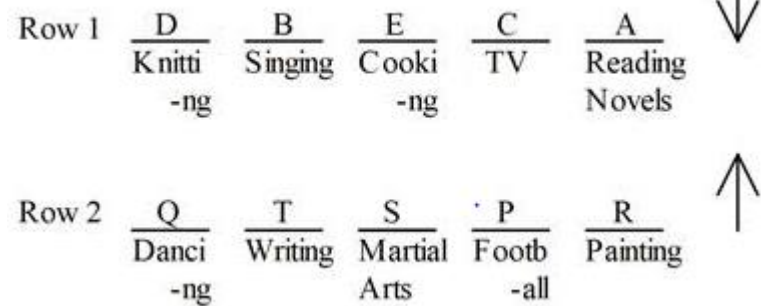 Row 1 D B E C A
Knitti Singing Cooki TV Reading
-ng -ng Novels
Row 2 Q T S P R
Danci Writing Martial Footb Painting
-ng Arts -all